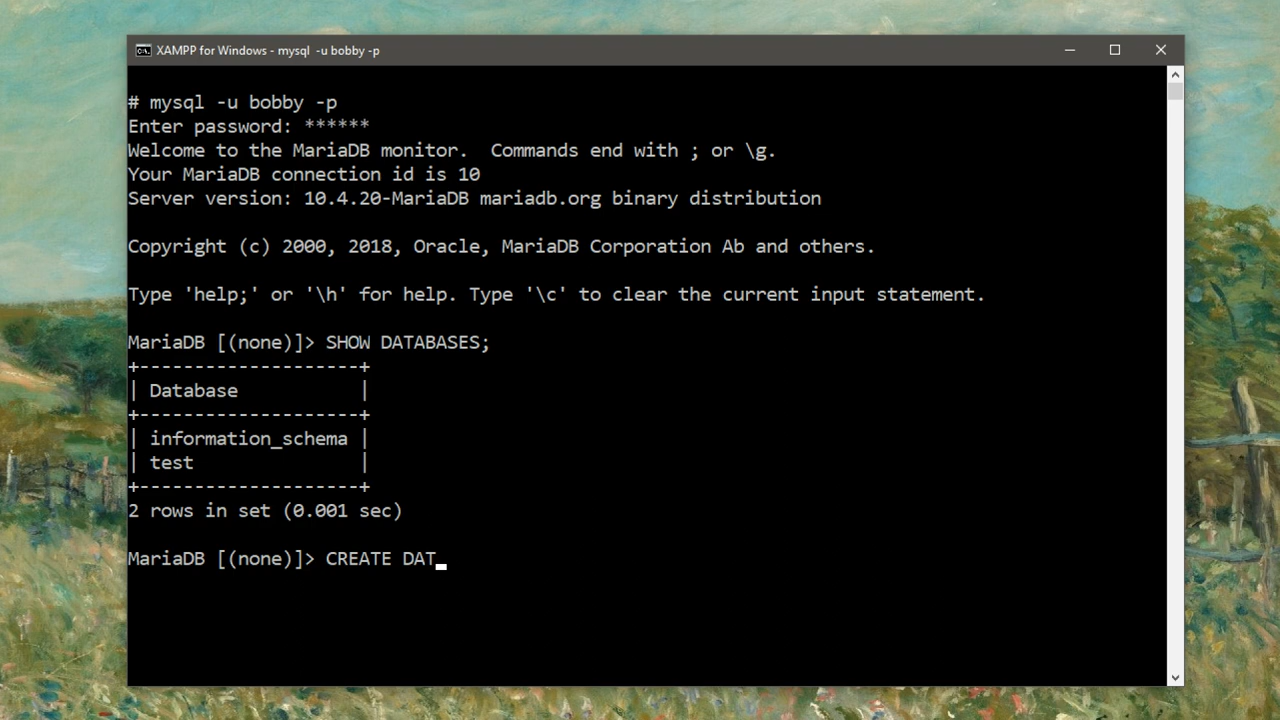 XAMPP for Windows - mysql  -u bobby -p
# mysql -u bobby -p
Enter password: ******
Welcome to the MariaDB monitor.  Commands end with ; or \g.
Your MariaDB connection id is 10
Server version: 10.4.20-MariaDB mariadb.org binary distribution
Copyright (c) 2000, 2018, Oracle, MariaDB Corporation Ab and others.
Type 'help;' or '\h' for help. Type '\c' to clear the current input statement.
MariaDB [(none)]> SHOW DATABASES;
+--------------------+
| Database           |
+--------------------+
| information_schema |
| test               |
+--------------------+
2 rows in set (0.001 sec)
MariaDB [(none)]> CREATE DAT